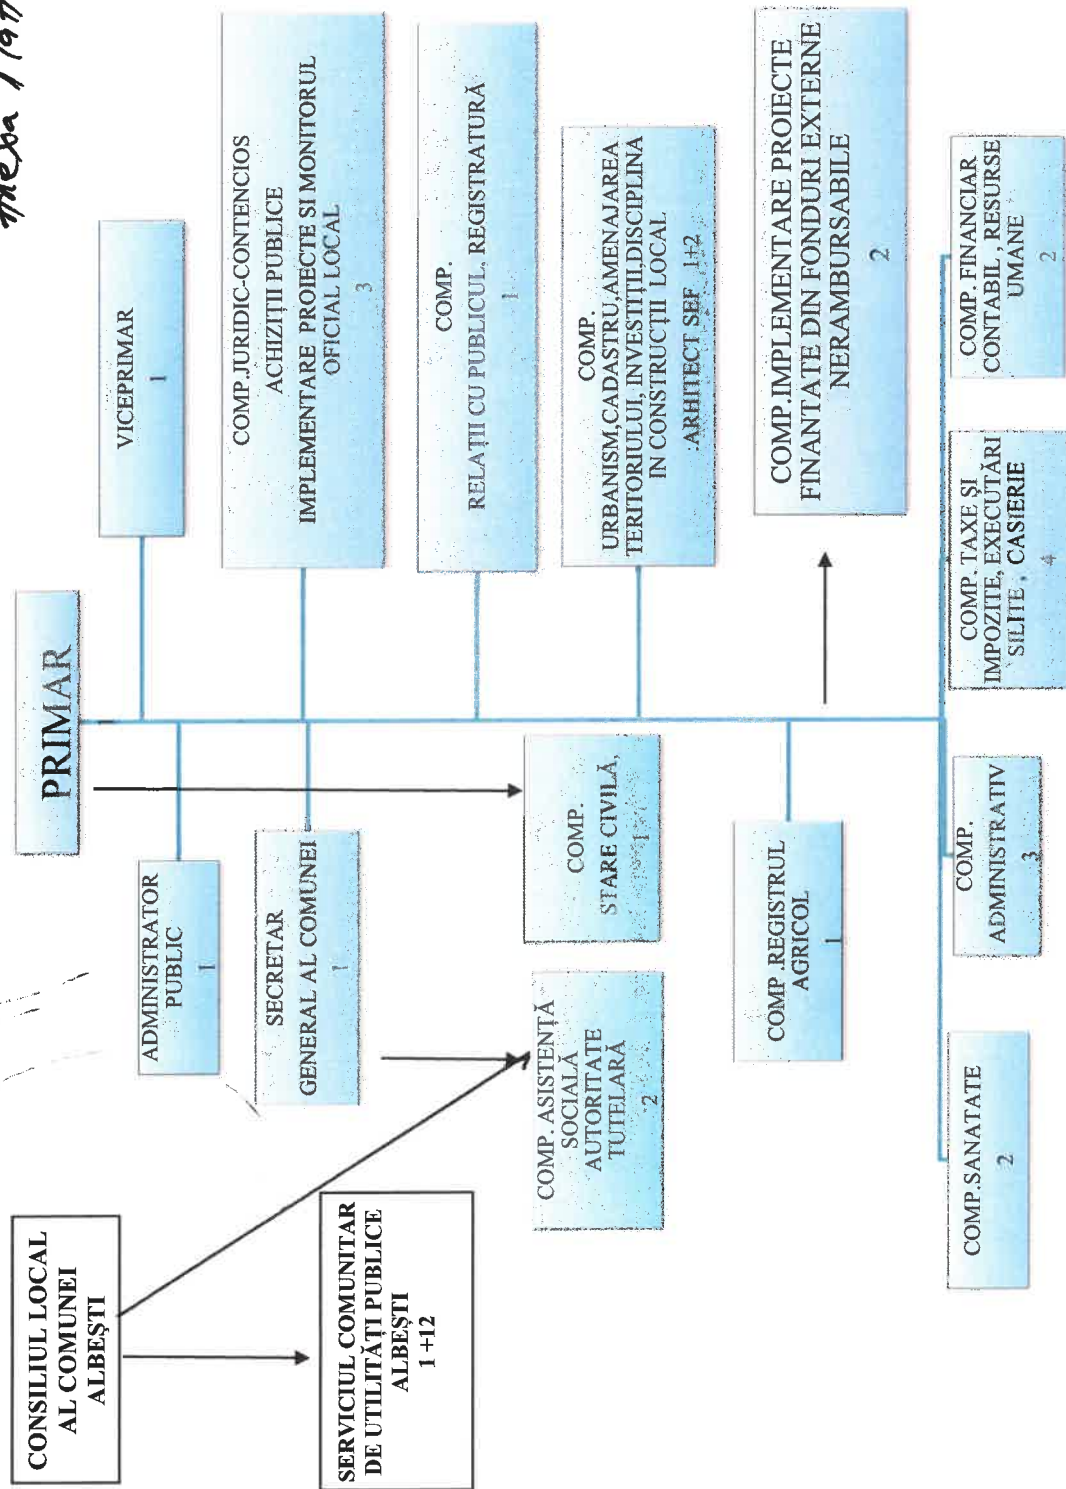 CONSILIUL LOCAL
AL COMUNEI
ALBEȘTI
SERVICIUL COMUNITAR
DE UTILITĂȚI PUBLICE
ALBEȘTI
1 +12
PRIMAR
ADMINISTRATOR
PUBLIC
1
VICEPRIMAR
1
SECRETAR
GENERAL AL COMUNEI
1
COMP.JURIDIC-CONTENCIOS
ACHIZIȚII PUBLICE
IMPLEMENTARE PROIECTE SI MONITORUL
OFICIAL LOCAL
3
COMP.
RELAȚII CU PUBLICUL, REGISTRATURĂ
1
COMP. ASISTENȚĂ
SOCIALĂ
AUTORITATE
TUTELARĂ
2
COMP.
STARE CIVILĂ,
1
COMP.
URBANISM,CADASTRU,AMENAJAREA
TERITORIULUI, INVESTIȚII,DISCIPLINA
IN CONSTRUCȚII LOCAL
ARHITECT SEF 1+2
COMP .REGISTRUL
AGRICOL
1
COMP.IMPLEMENTARE PROIECTE
FINANTATE DIN FONDURI EXTERNE
NERAMBURSABILE
2
COMP.SANATATE
2
COMP.
ADMINISTRATIV
3
COMP. TAXE ȘI
IMPOZITE, EXECUTĂRI
SILITE , CASIERIE
4
COMP. FINANCIAR
CONTABIL , RESURSE
UMANE
2